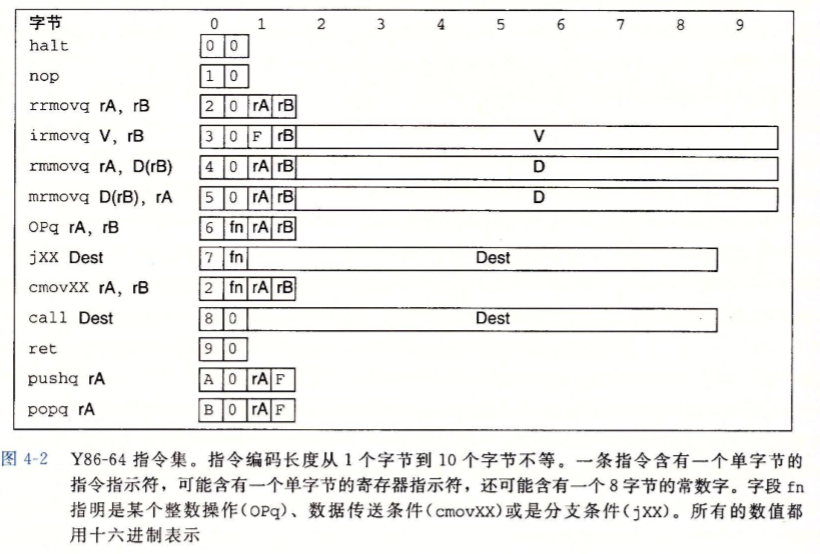 字节 0 1 2 3 4 5 6 7 8 9
halt 0 0
nop 1 0
rrmovq rA, rB 2 0 rA rB
irmovq V, rB 3 0 F rB V
rmmovq rA, D(rB) 4 0 rA rB D
mrmovq D(rB), rA 5 0 rA rB D
OPq rA, rB 6 fn rA rB
jXX Dest 7 fn Dest
cmovXX rA, rB 2 fn rA rB
call Dest 8 0 Dest
ret 9 0
pushq rA A 0 rA F
popq rA B 0 rA F
图 4-2 Y86-64 指令集。指令编码长度从 1 个字节到 10 个字节不等。一条指令含有一个单字节的
指令指示符，可能含有一个单字节的寄存器指示符，还可能含有一个 8 字节的常数字。字段 fn
指明是某个整数操作(OPq)、数据传送条件(cmovXX)或是分支条件(jXX)。所有的数值都
用十六进制表示